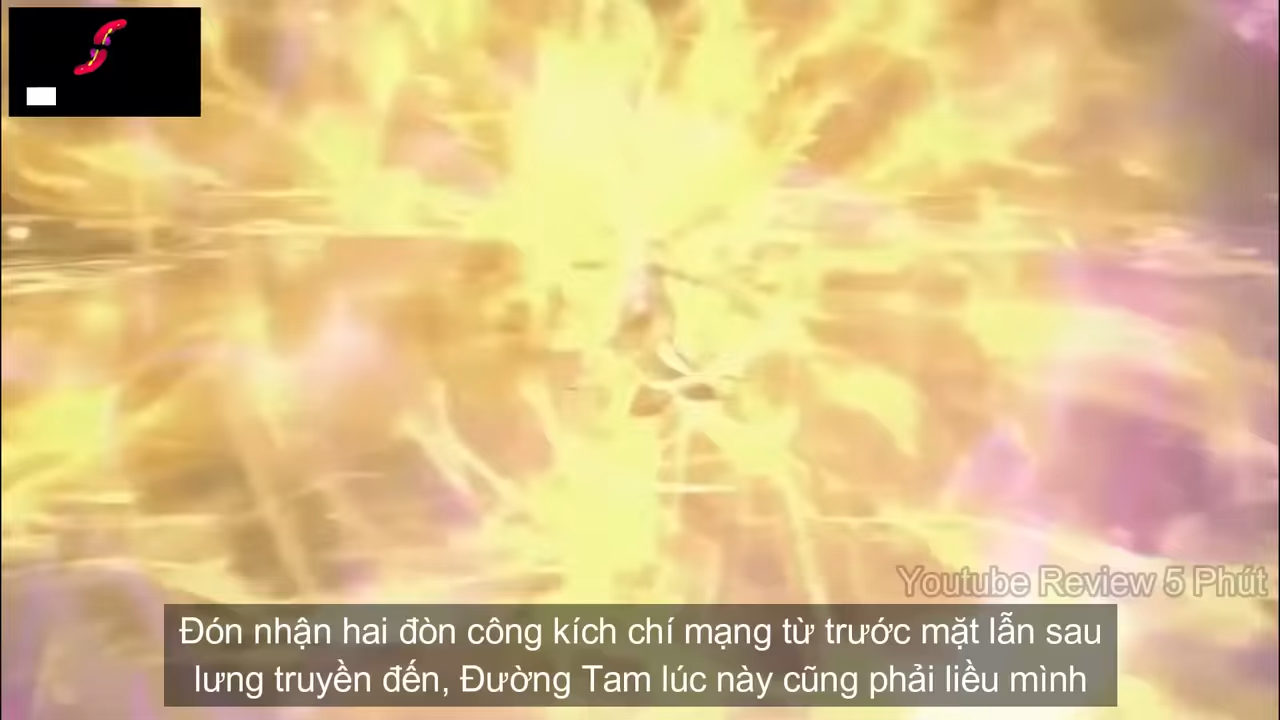 Youtube Review 5 Phút
Đón nhận hai đòn công kích chí mạng từ trước mặt lẫn sau
lưng truyền đến, Đường Tam lúc này cũng phải liều mình